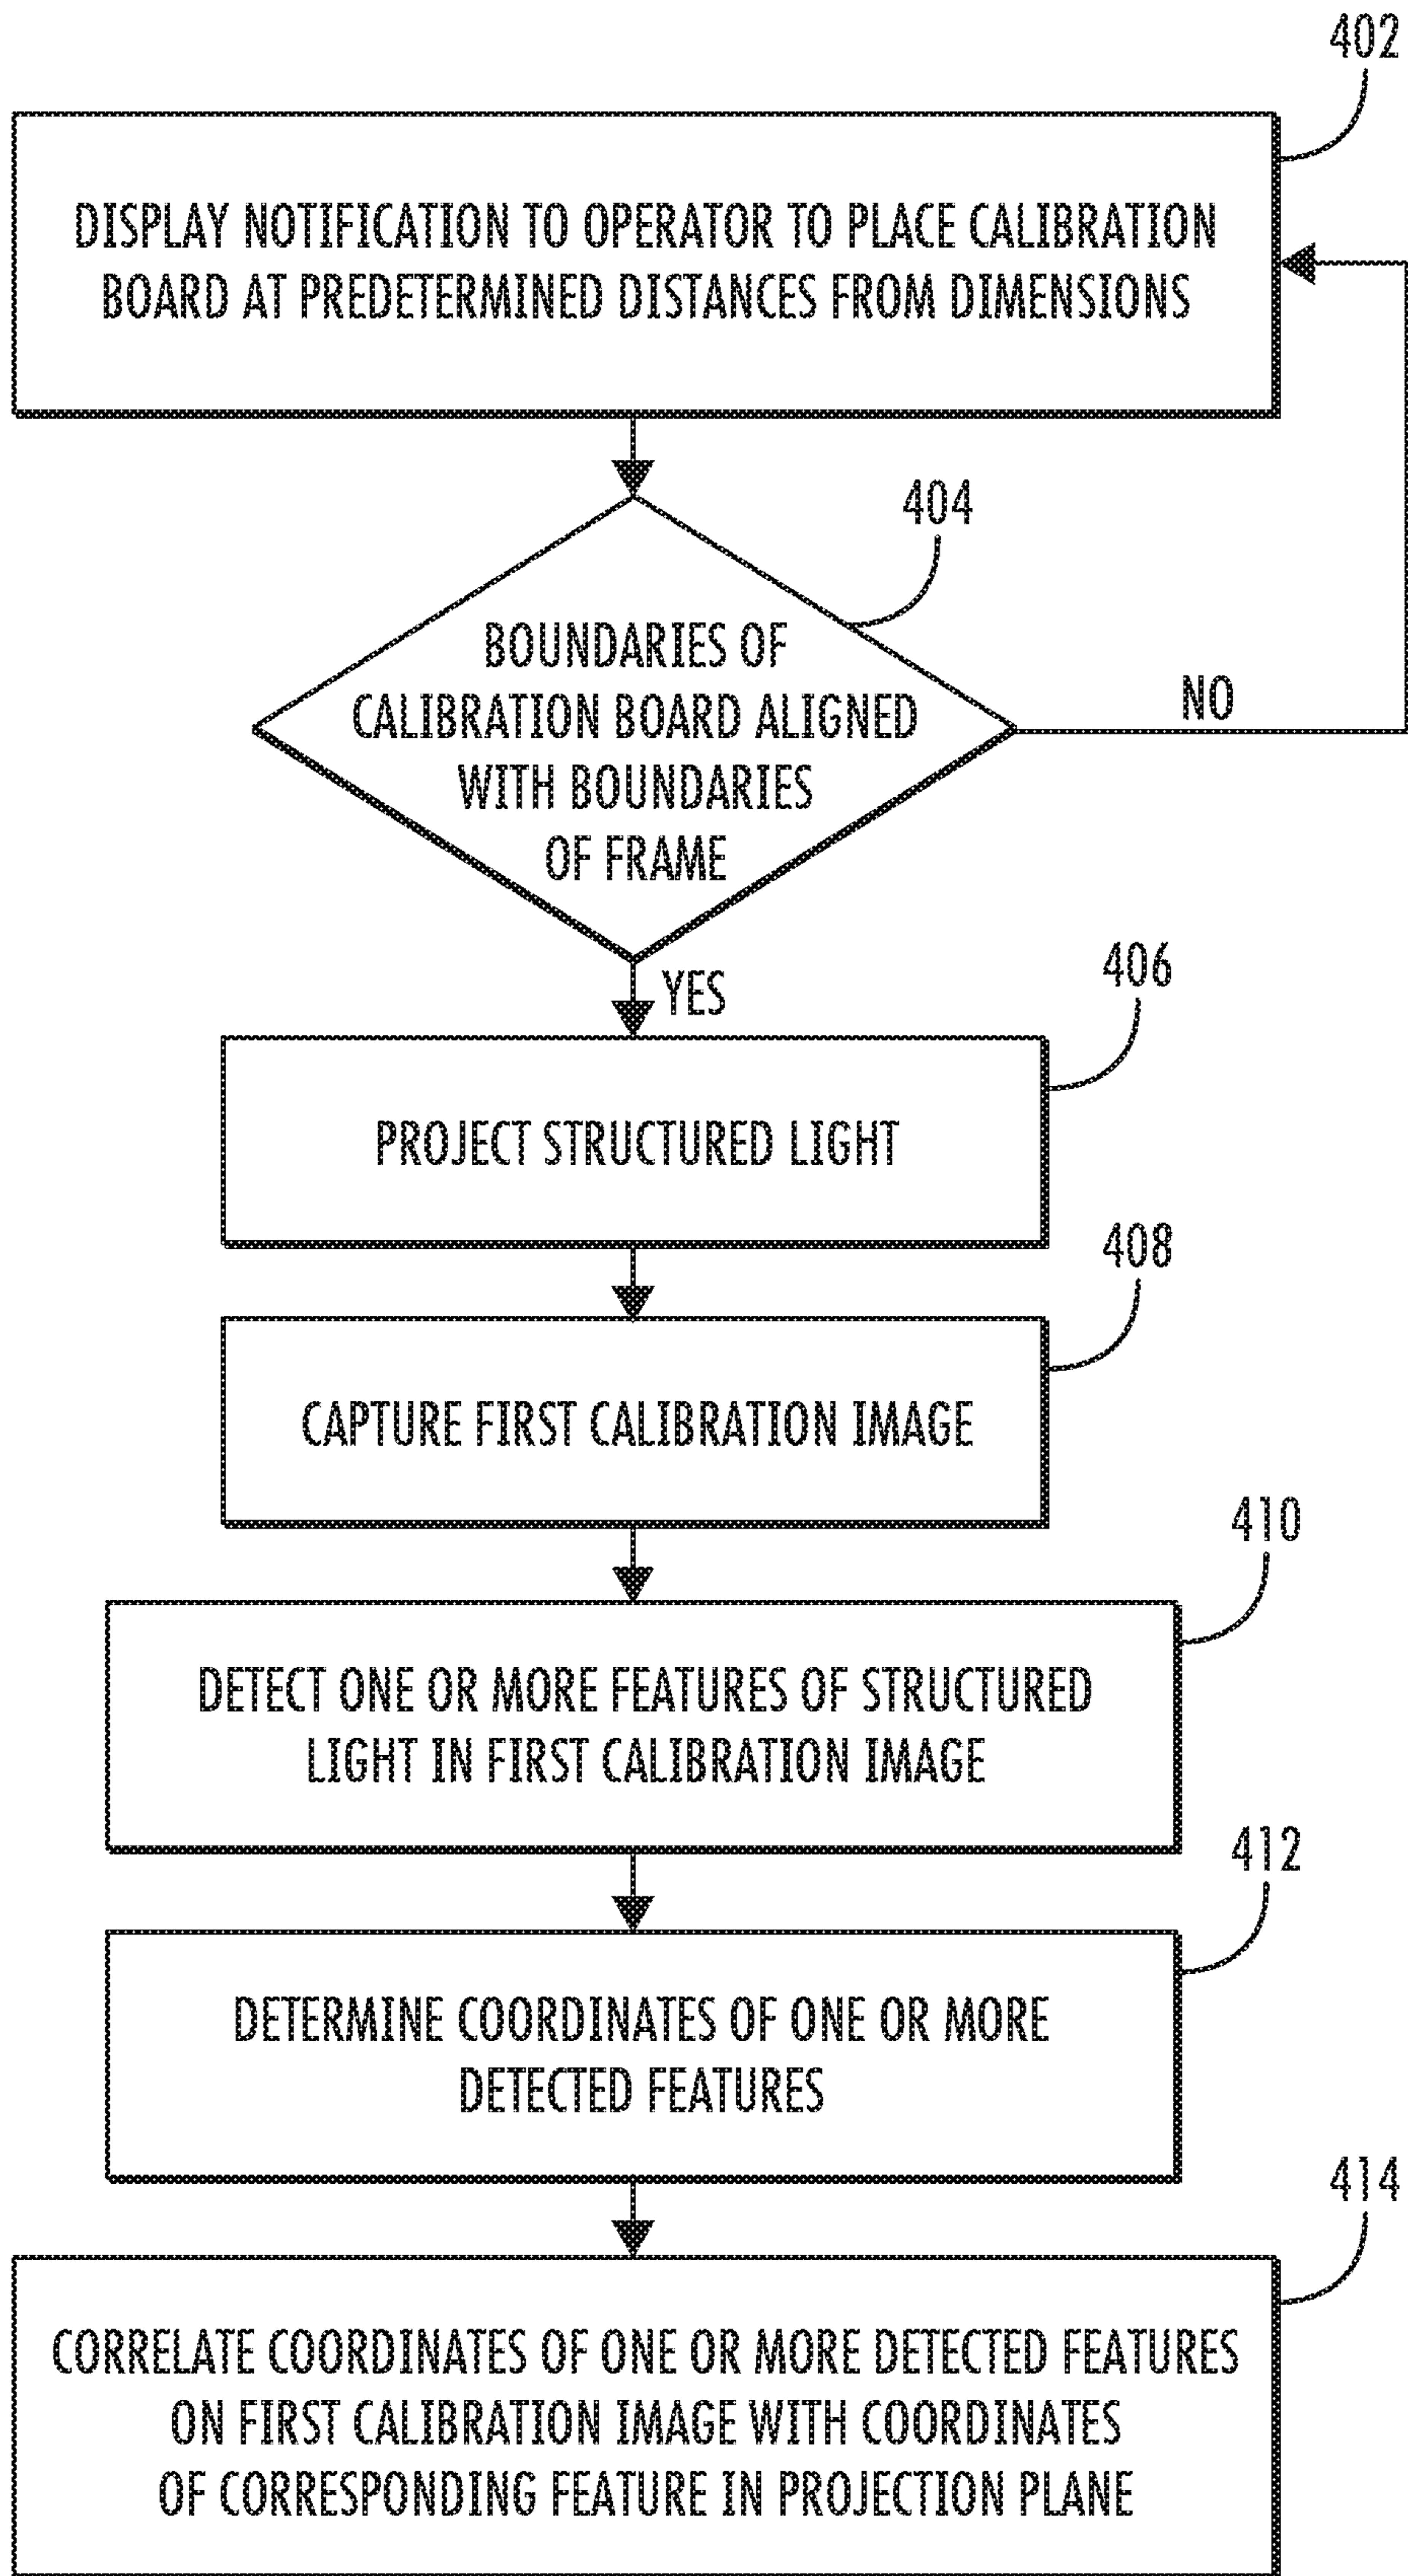 402
DISPLAY NOTIFICATION TO OPERATOR TO PLACE CALIBRATION
BOARD AT PREDETERMINED DISTANCES FROM DIMENSIONS
404
BOUNDARIES OF
CALIBRATION BOARD ALIGNED
WITH BOUNDARIES
OF FRAME
NO
YES
406
PROJECT STRUCTURED LIGHT
408
CAPTURE FIRST CALIBRATION IMAGE
410
DETECT ONE OR MORE FEATURES OF STRUCTURED
LIGHT IN FIRST CALIBRATION IMAGE
412
DETERMINE COORDINATES OF ONE OR MORE
DETECTED FEATURES
414
CORRELATE COORDINATES OF ONE OR MORE DETECTED FEATURES
ON FIRST CALIBRATION IMAGE WITH COORDINATES
OF CORRESPONDING FEATURE IN PROJECTION PLANE